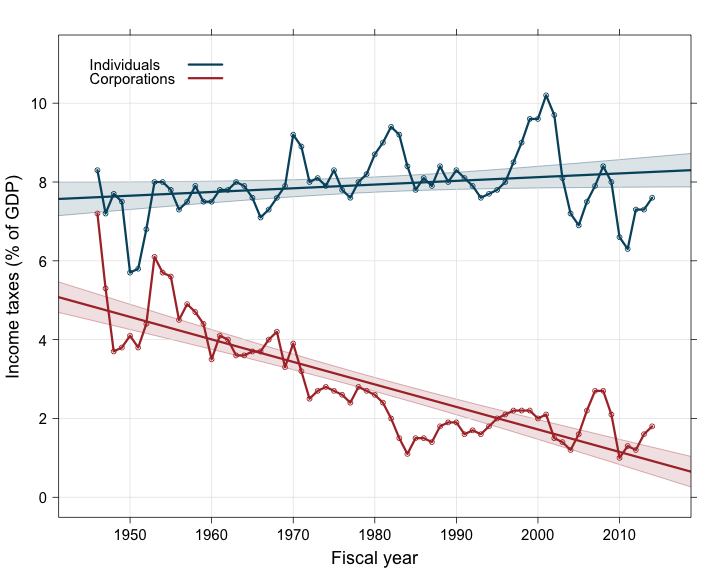 Individuals
Corporations
Income taxes (% of GDP)
10
8
6
4
2
0
1950 1960 1970 1980 1990 2000 2010
Fiscal year